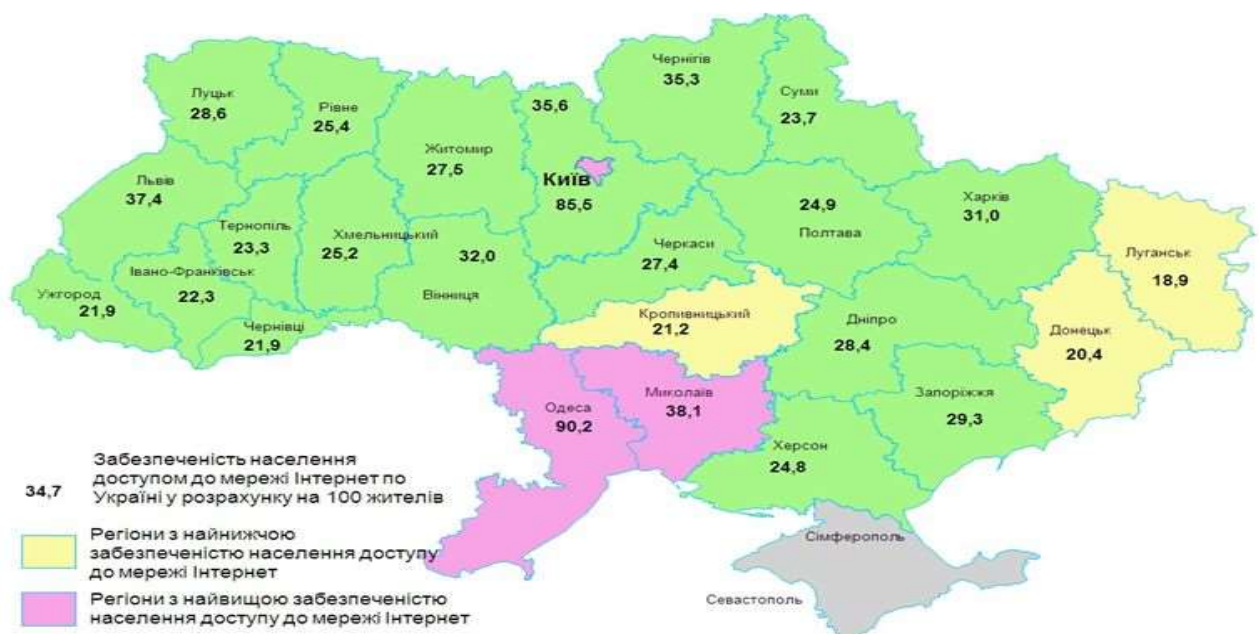 Чернігів
35,3
Суми
23,7
Луцьк
28,6
Рівне
25,4
35,6
Житомир
27,5
Київ
85,5
Львів
37,4
Тернопіль
23,3
Хмельницький
25,2
32,0
Вінниця
Черкаси
27,4
24,9
Полтава
Харків
31,0
Луганськ
18,9
Івано-Франківськ
22,3
Ужгород
21,9
Чернівці
21,9
Кропивницький
21,2
Дніпро
28,4
Донецьк
20,4
Одеса
90,2
Миколаїв
38,1
Запоріжжя
29,3
Херсон
24,8
Сімферополь
Севастополь
34,7
Забезпеченість населення
доступом до мережі Інтернет по
Україні у розрахунку на 100 жителів
Регіони з найнижчою
забезпеченістю населення доступу
до мережі Інтернет
Регіони з найвищою забезпеченістю
населення доступу до мережі Інтернет